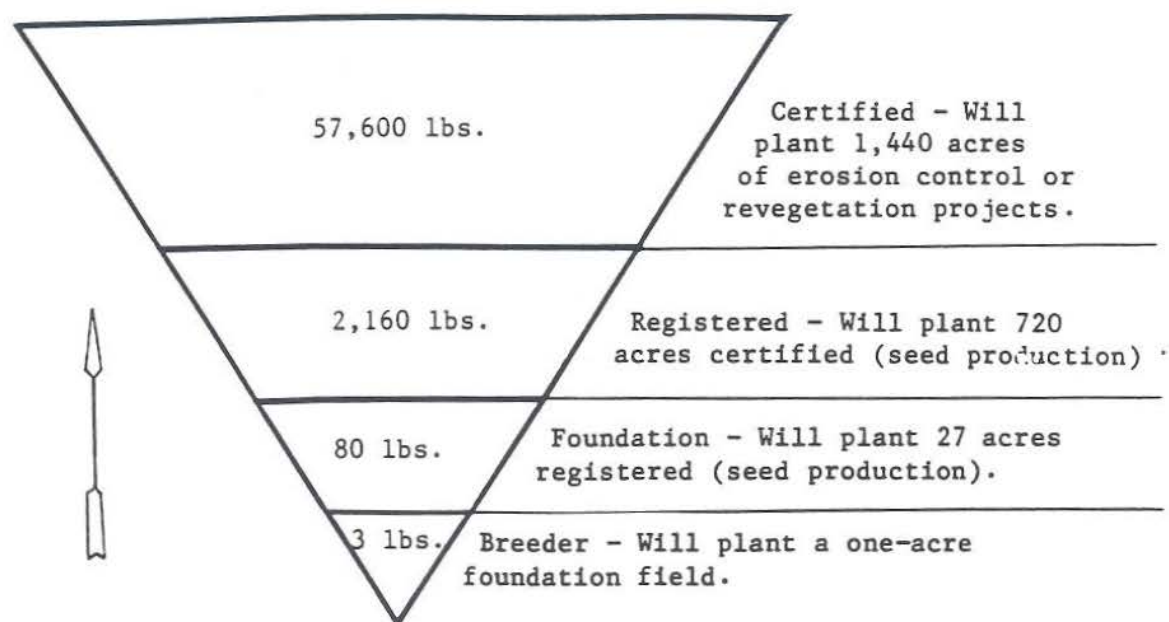 57,600 lbs.
Certified - Will
plant 1,440 acres
of erosion control or
revegetation projects.
2,160 lbs.
Registered - Will plant 720
acres certified (seed production)
80 lbs.
Foundation - Will plant 27 acres
registered (seed production).
3 lbs.
Breeder - Will plant a one-acre
foundation field.